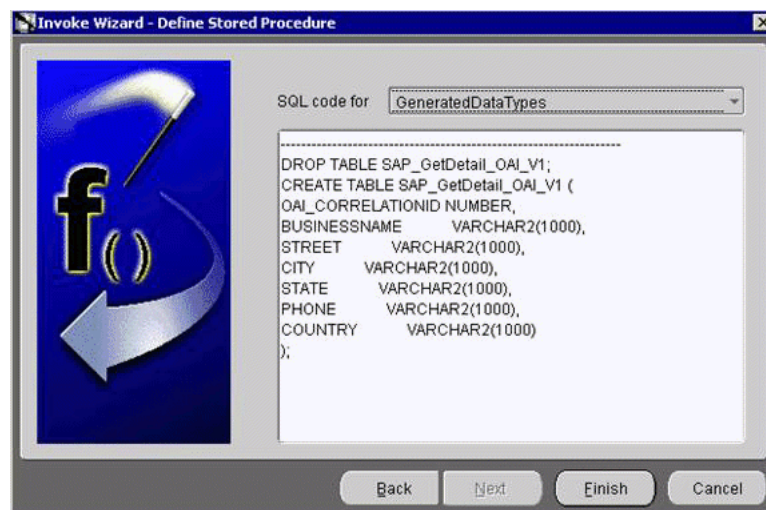 Invoke Wizard - Define Stored Procedure
SQL code for GeneratedDataTypes
--------------------------------------------------------------------
DROP TABLE SAP_GetDetail_OAI_V1;
CREATE TABLE SAP_GetDetail_OAI_V1 (
OAI_CORRELATIONID NUMBER,
BUSINESSNAME VARCHAR2(1000),
STREET VARCHAR2(1000),
CITY VARCHAR2(1000),
STATE VARCHAR2(1000),
PHONE VARCHAR2(1000),
COUNTRY VARCHAR2(1000)
);
f()
Back Next Finish Cancel